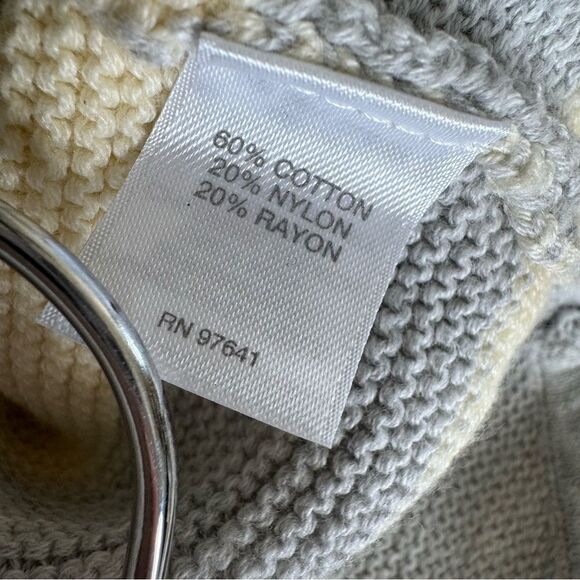 60% COTTON
20% NYLON
20% RAYON
RN 97641